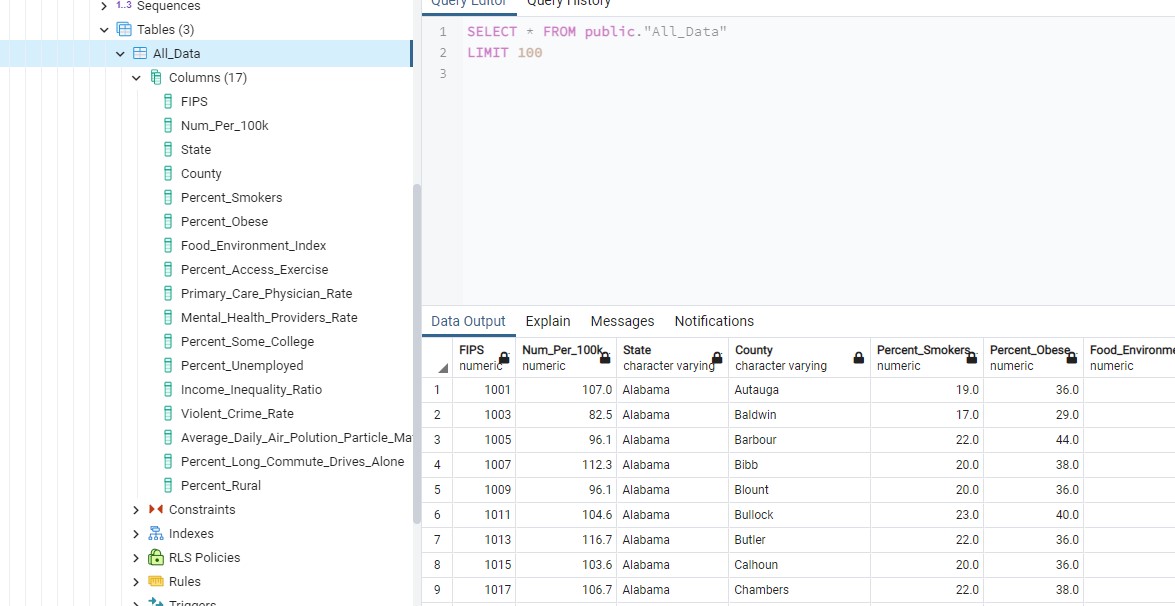 1..3 Sequences
Tables (3)
All_Data
Columns (17)
FIPS
Num_Per_100k
State
County
Percent_Smokers
Percent_Obese
Food_Environment_Index
Percent_Access_Exercise
Primary_Care_Physician_Rate
Mental_Health_Providers_Rate
Percent_Some_College
Percent_Unemployed
Income_Inequality_Ratio
Violent_Crime_Rate
Average_Daily_Air_Polution_Particle_Ma
Percent_Long_Commute_Drives_Alone
Percent_Rural
Constraints
Indexes
RLS Policies
Rules
Triggers
Query Editor Query History
1 SELECT * FROM public."All_Data"
2 LIMIT 100
3
Data Output Explain Messages Notifications
FIPS Num_Per_100k State County Percent_Smokers Percent_Obese Food_Environme
numeric numeric character varying character varying numeric numeric numeric
1 1001 107.0 Alabama Autauga 19.0 36.0
2 1003 82.5 Alabama Baldwin 17.0 29.0
3 1005 96.1 Alabama Barbour 22.0 44.0
4 1007 112.3 Alabama Bibb 20.0 38.0
5 1009 96.1 Alabama Blount 20.0 36.0
6 1011 104.6 Alabama Bullock 23.0 40.0
7 1013 116.7 Alabama Butler 22.0 36.0
8 1015 103.6 Alabama Calhoun 20.0 36.0
9 1017 106.7 Alabama Chambers 22.0 38.0